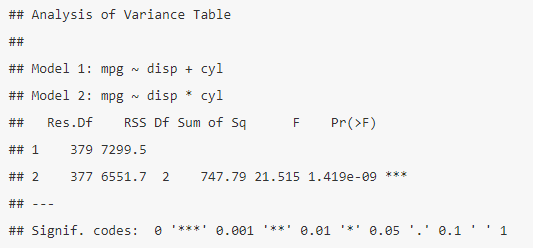 ## Analysis of Variance Table
##
## Model 1: mpg ~ disp + cyl
## Model 2: mpg ~ disp * cyl
##   Res.Df    RSS Df Sum of Sq      F    Pr(>F)
## 1    379 7299.5
## 2    377 6551.7  2    747.79 21.515 1.419e-09 ***
## ---
## Signif. codes:  0 '***' 0.001 '**' 0.01 '*' 0.05 '.' 0.1 ' ' 1